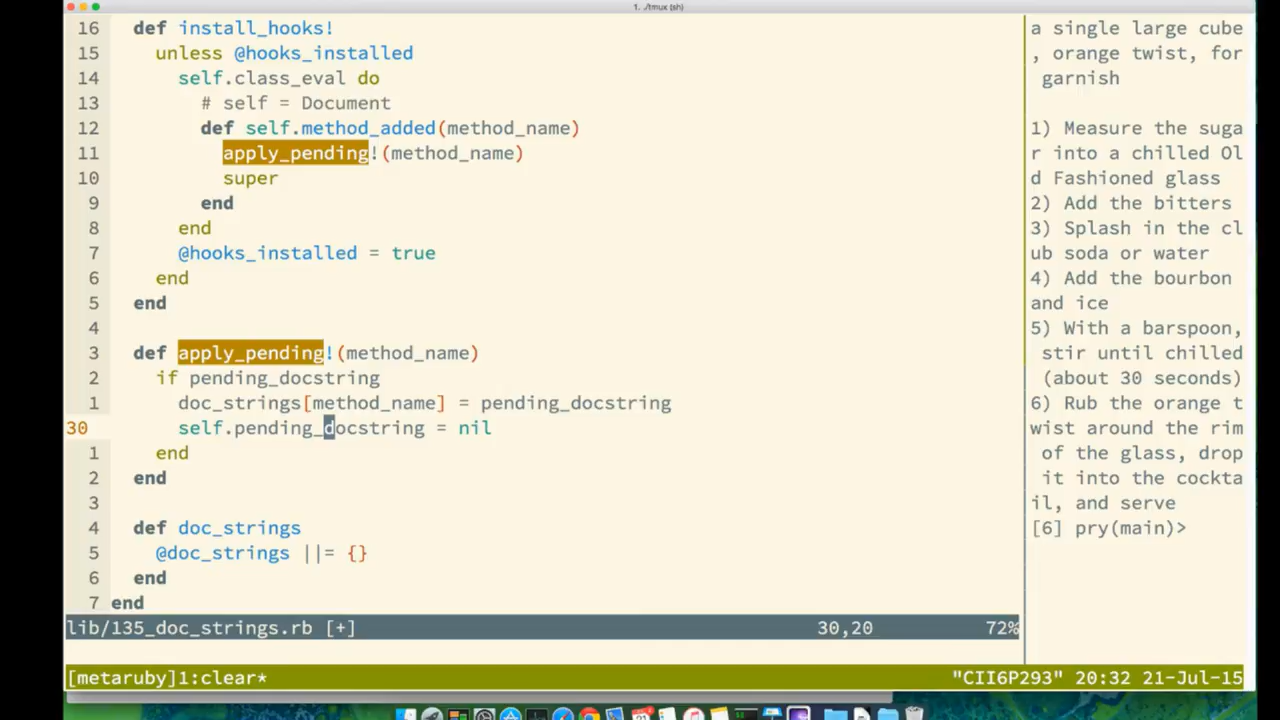 1. ./tmux (sh)
16 def install_hooks!
15 unless @hooks_installed
14 self.class_eval do
13 # self = Document
12 def self.method_added(method_name)
11 apply_pending!(method_name)
10 super
9 end
8 end
7 @hooks_installed = true
6 end
5 end
4
3 def apply_pending!(method_name)
2 if pending_docstring
1 doc_strings[method_name] = pending_docstring
30 self.pending_docstring = nil
1 end
2 end
3
4 def doc_strings
5 @doc_strings ||= {}
6 end
7 end
lib/135_doc_strings.rb [+] 30,20 72%
a single large cube
, orange twist, for
garnish
1) Measure the suga
r into a chilled Ol
d Fashioned glass
2) Add the bitters
3) Splash in the cl
ub soda or water
4) Add the bourbon
and ice
5) With a barspoon,
stir until chilled
(about 30 seconds)
6) Rub the orange t
wist around the rim
of the glass, drop
it into the cockta
il, and serve
[6] pry(main)>
[metaruby]1:clear* "CII6P293" 20:32 21-Jul-15